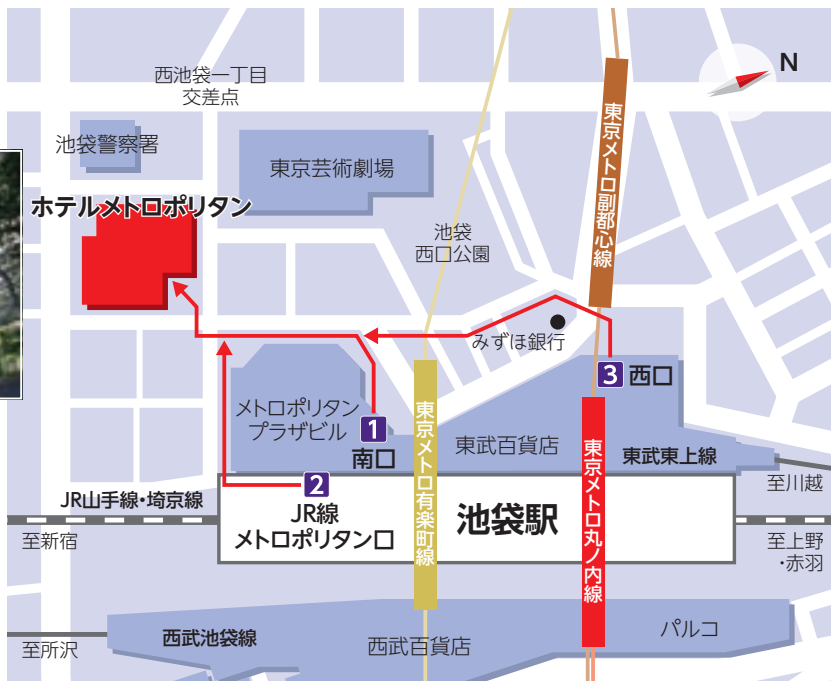 N
西池袋一丁目
交差点
池袋警察署
東京芸術劇場
東京メトロ副都心線
ホテルメトロポリタン
池袋
西口公園
みずほ銀行
3 西口
メトロポリタン
プラザビル
1
南口
東武百貨店
東武東上線
東京メトロ有楽町線
東京メトロ丸ノ内線
2
JR線
メトロポリタン口
池袋駅
JR山手線・埼京線
至新宿
至川越
至上野
・赤羽
至所沢
西武池袋線
西武百貨店
パルコ